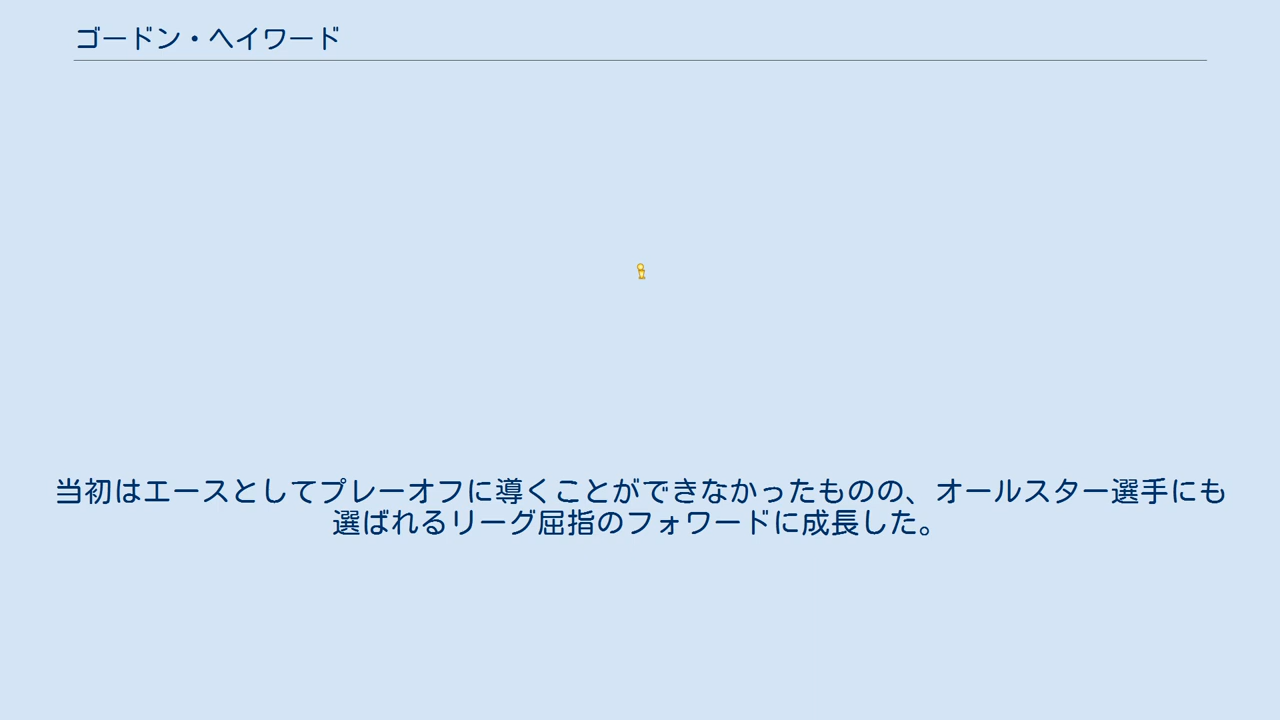 ゴードン・ヘイワード
当初はエースとしてプレーオフに導くことができなかったものの、オールスター選手にも
選ばれるリーグ屈指のフォワードに成長した。